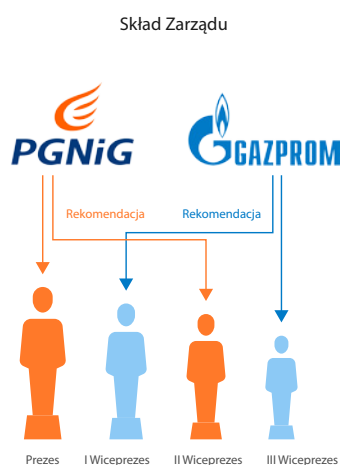 Skład Zarządu
PGNiG
GAZPROM
Rekomendacja
Rekomendacja
Prezes
I Wiceprezes
II Wiceprezes
III Wiceprezes